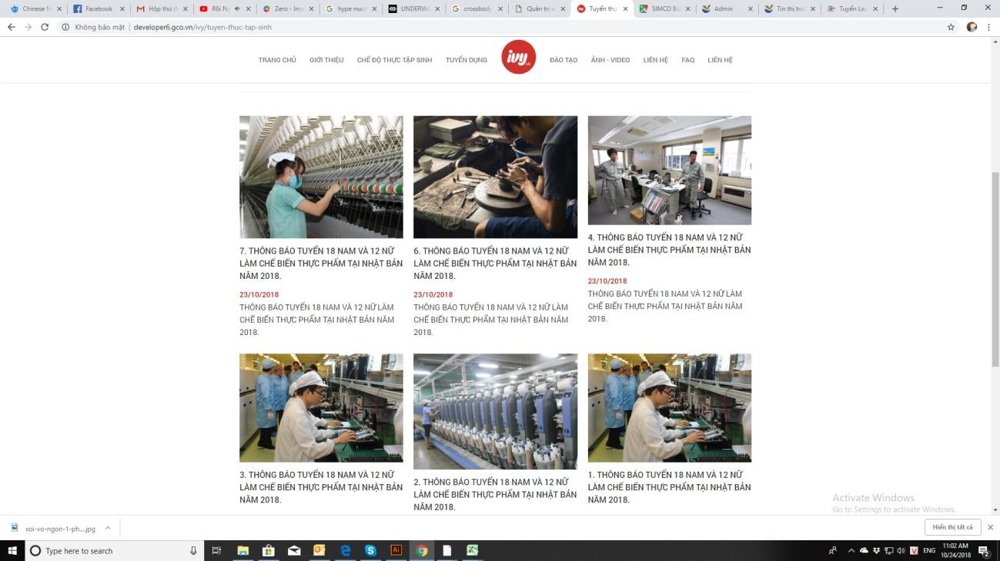 Chinese N
Facebook
Hộp thư đ
Rồi N
Zero - Ima
hype mach
UNDERWA
crossbody
Quản trị w
Tuyển thự
SIMCO Bu
Admin
Tin thị trư
Tuyển Lao
Không bảo mật
developer6.gco.vn/ivy/tuyen-thuc-tap-sinh
TRANG CHỦ
GIỚI THIỆU
CHẾ ĐỘ THỰC TẬP SINH
TUYỂN DỤNG
ivy
ĐÀO TẠO
ẢNH - VIDEO
LIÊN HỆ
FAQ
LIÊN HỆ
7. THÔNG BÁO TUYỂN 18 NAM VÀ 12 NỮ
LÀM CHẾ BIẾN THỰC PHẨM TẠI NHẬT BẢN
NĂM 2018.
23/10/2018
THÔNG BÁO TUYỂN 18 NAM VÀ 12 NỮ LÀM
CHẾ BIẾN THỰC PHẨM TẠI NHẬT BẢN NĂM
2018.
6. THÔNG BÁO TUYỂN 18 NAM VÀ 12 NỮ
LÀM CHẾ BIẾN THỰC PHẨM TẠI NHẬT BẢN
NĂM 2018.
23/10/2018
THÔNG BÁO TUYỂN 18 NAM VÀ 12 NỮ LÀM
CHẾ BIẾN THỰC PHẨM TẠI NHẬT BẢN NĂM
2018.
4. THÔNG BÁO TUYỂN 18 NAM VÀ 12 NỮ
LÀM CHẾ BIẾN THỰC PHẨM TẠI NHẬT BẢN
NĂM 2018.
23/10/2018
THÔNG BÁO TUYỂN 18 NAM VÀ 12 NỮ LÀM
CHẾ BIẾN THỰC PHẨM TẠI NHẬT BẢN NĂM
2018.
3. THÔNG BÁO TUYỂN 18 NAM VÀ 12 NỮ
LÀM CHẾ BIẾN THỰC PHẨM TẠI NHẬT BẢN
NĂM 2018.
2. THÔNG BÁO TUYỂN 18 NAM VÀ 12 NỮ
LÀM CHẾ BIẾN THỰC PHẨM TẠI NHẬT BẢN
NĂM 2018.
1. THÔNG BÁO TUYỂN 18 NAM VÀ 12 NỮ
LÀM CHẾ BIẾN THỰC PHẨM TẠI NHẬT BẢN
NĂM 2018.
Activate Windows
Go to Settings to activate Windows.
xoi-vo-ngon-1-ph....jpg
Hiển thị tất cả
Type here to search
ENG
11:02 AM
10/24/2018